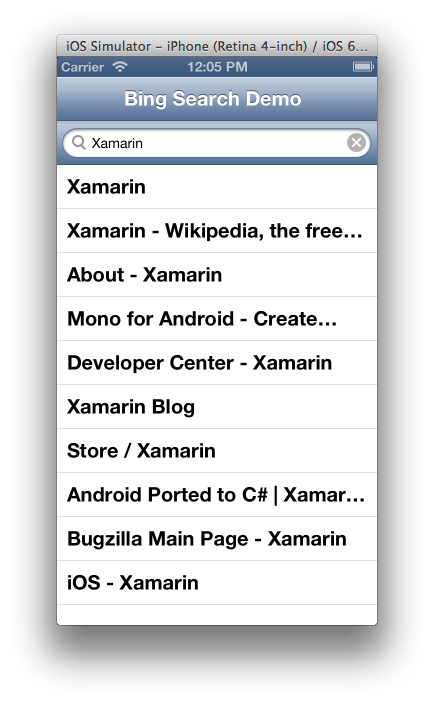 iOS Simulator – iPhone (Retina 4-inch) / iOS 6...
Carrier 12:05 PM
Bing Search Demo
Xamarin
Xamarin
Xamarin - Wikipedia, the free...
About - Xamarin
Mono for Android - Create...
Developer Center - Xamarin
Xamarin Blog
Store / Xamarin
Android Ported to C# | Xamar...
Bugzilla Main Page - Xamarin
iOS - Xamarin